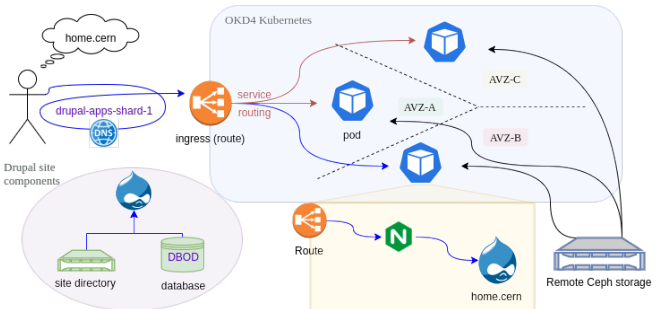 OKD4 Kubernetes
home.cern
AVZ-C
service
drupal-apps-shard-1
AVZ-A
routing
DNS
ingress (route)
pod
AVZ-B
Drupal site
components
Route
DBOD
N
site directory
database
home.cern
Remote Ceph storage